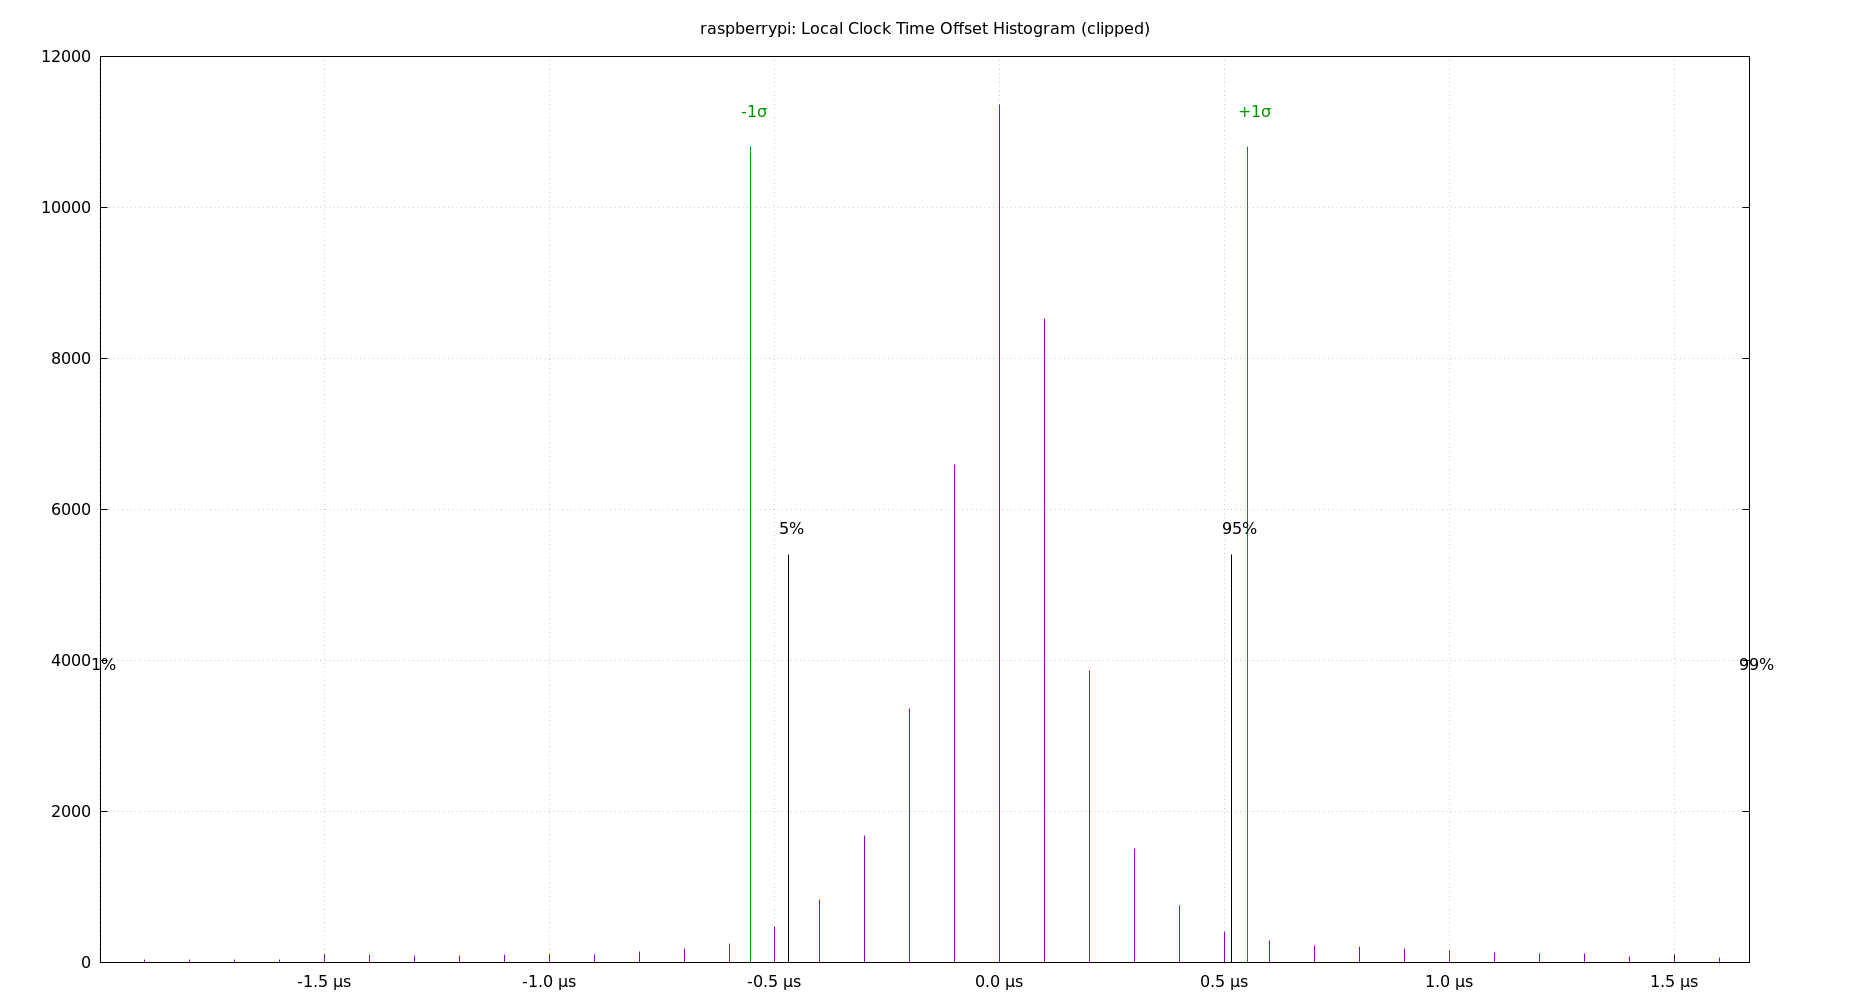 raspberrypi: Local Clock Time Offset Histogram (clipped)
12000
-1σ
+1σ
10000
8000
6000
5%
95%
4000
1%
99%
2000
0
-1.5 µs
-1.0 µs
-0.5 µs
0.0 µs
0.5 µs
1.0 µs
1.5 µs